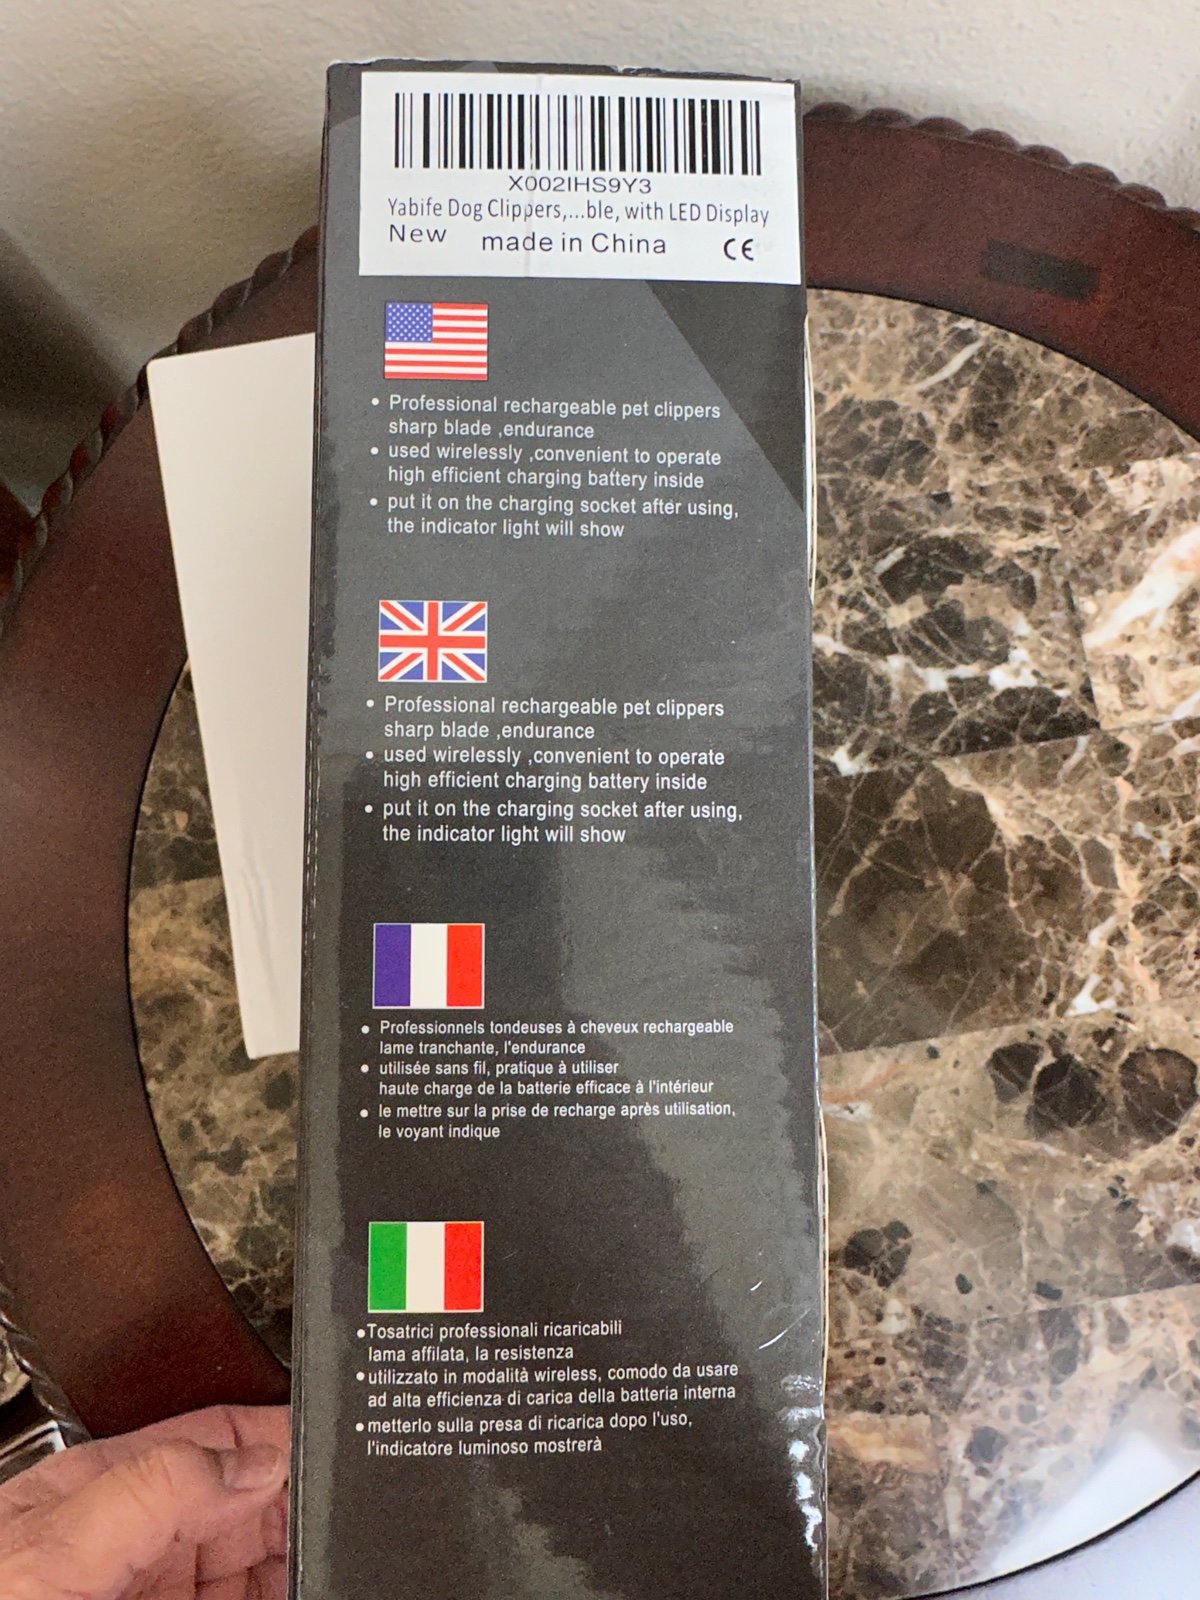 X002IHS9Y3
Yabife Dog Clippers,...ble, with LED Display
New made in China CE
• Professional rechargeable pet clippers
sharp blade ,endurance
• used wirelessly ,convenient to operate
high efficient charging battery inside
• put it on the charging socket after using,
the indicator light will show
• Professional rechargeable pet clippers
sharp blade ,endurance
• used wirelessly ,convenient to operate
high efficient charging battery inside
• put it on the charging socket after using,
the indicator light will show
• Professionnels tondeuses à cheveux rechargeable
lame tranchante, l'endurance
• utilisée sans fil, pratique à utiliser
haute charge de la batterie efficace à l'intérieur
• le mettre sur la prise de recharge après utilisation,
le voyant indique
•Tosatrici professionali ricaricabili
lama affilata, la resistenza
•utilizzato in modalità wireless, comodo da usare
ad alta efficienza di carica della batteria interna
•metterlo sulla presa di ricarica dopo l'uso,
l'indicatore luminoso mostrerà